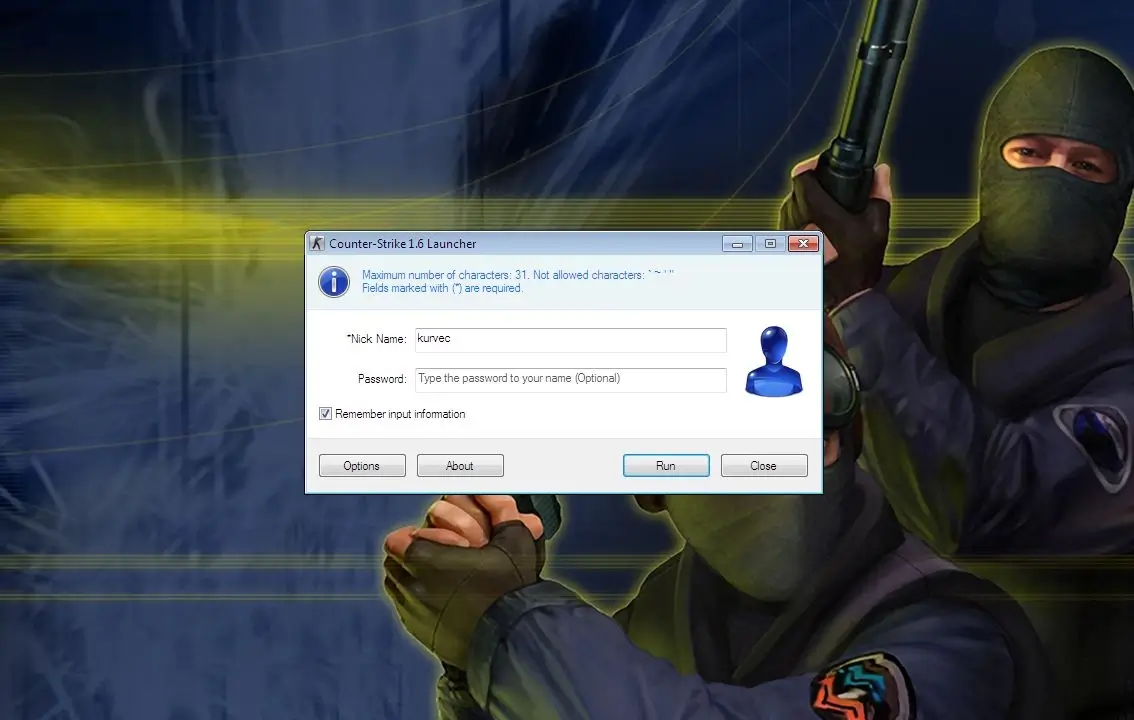 Counter-Strike 1.6 Launcher
Maximum number of characters: 31. Not allowed characters: ` ~ ' "
Fields marked with (*) are required.
*Nick Name: kurvec
Password: Type the password to your name (Optional)
Remember input information
Options About Run Close